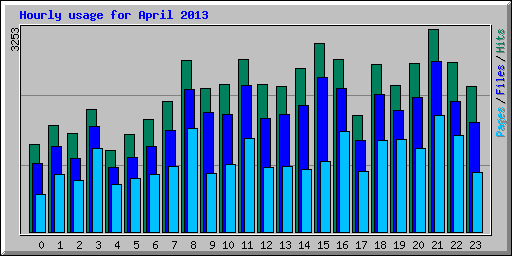 Hourly usage for April 2013
3253
Pages/Files/Hits
0 1 2 3 4 5 6 7 8 9 10 11 12 13 14 15 16 17 18 19 20 21 22 23